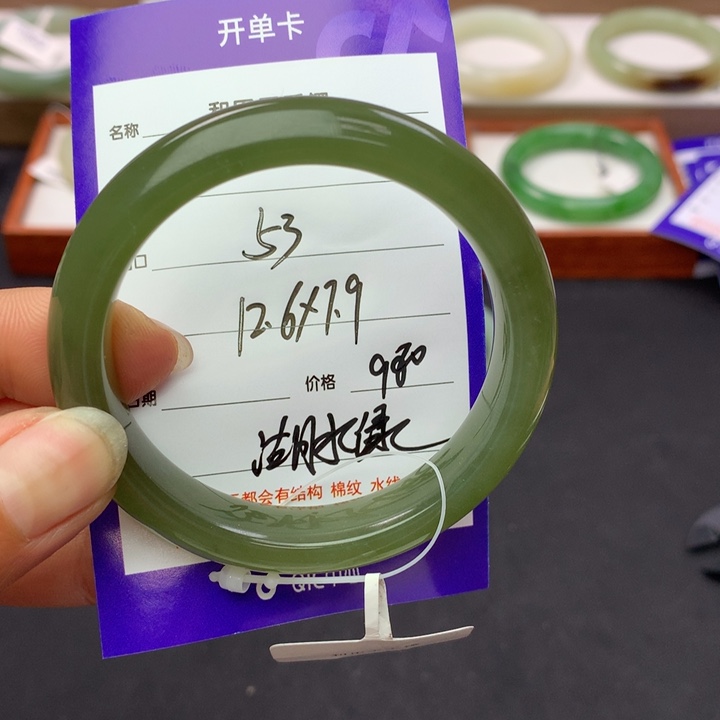 开单卡
名称
53
口
12.6×7.9
价格 980
日期
湖水绿
都会有结构 棉纹 水线